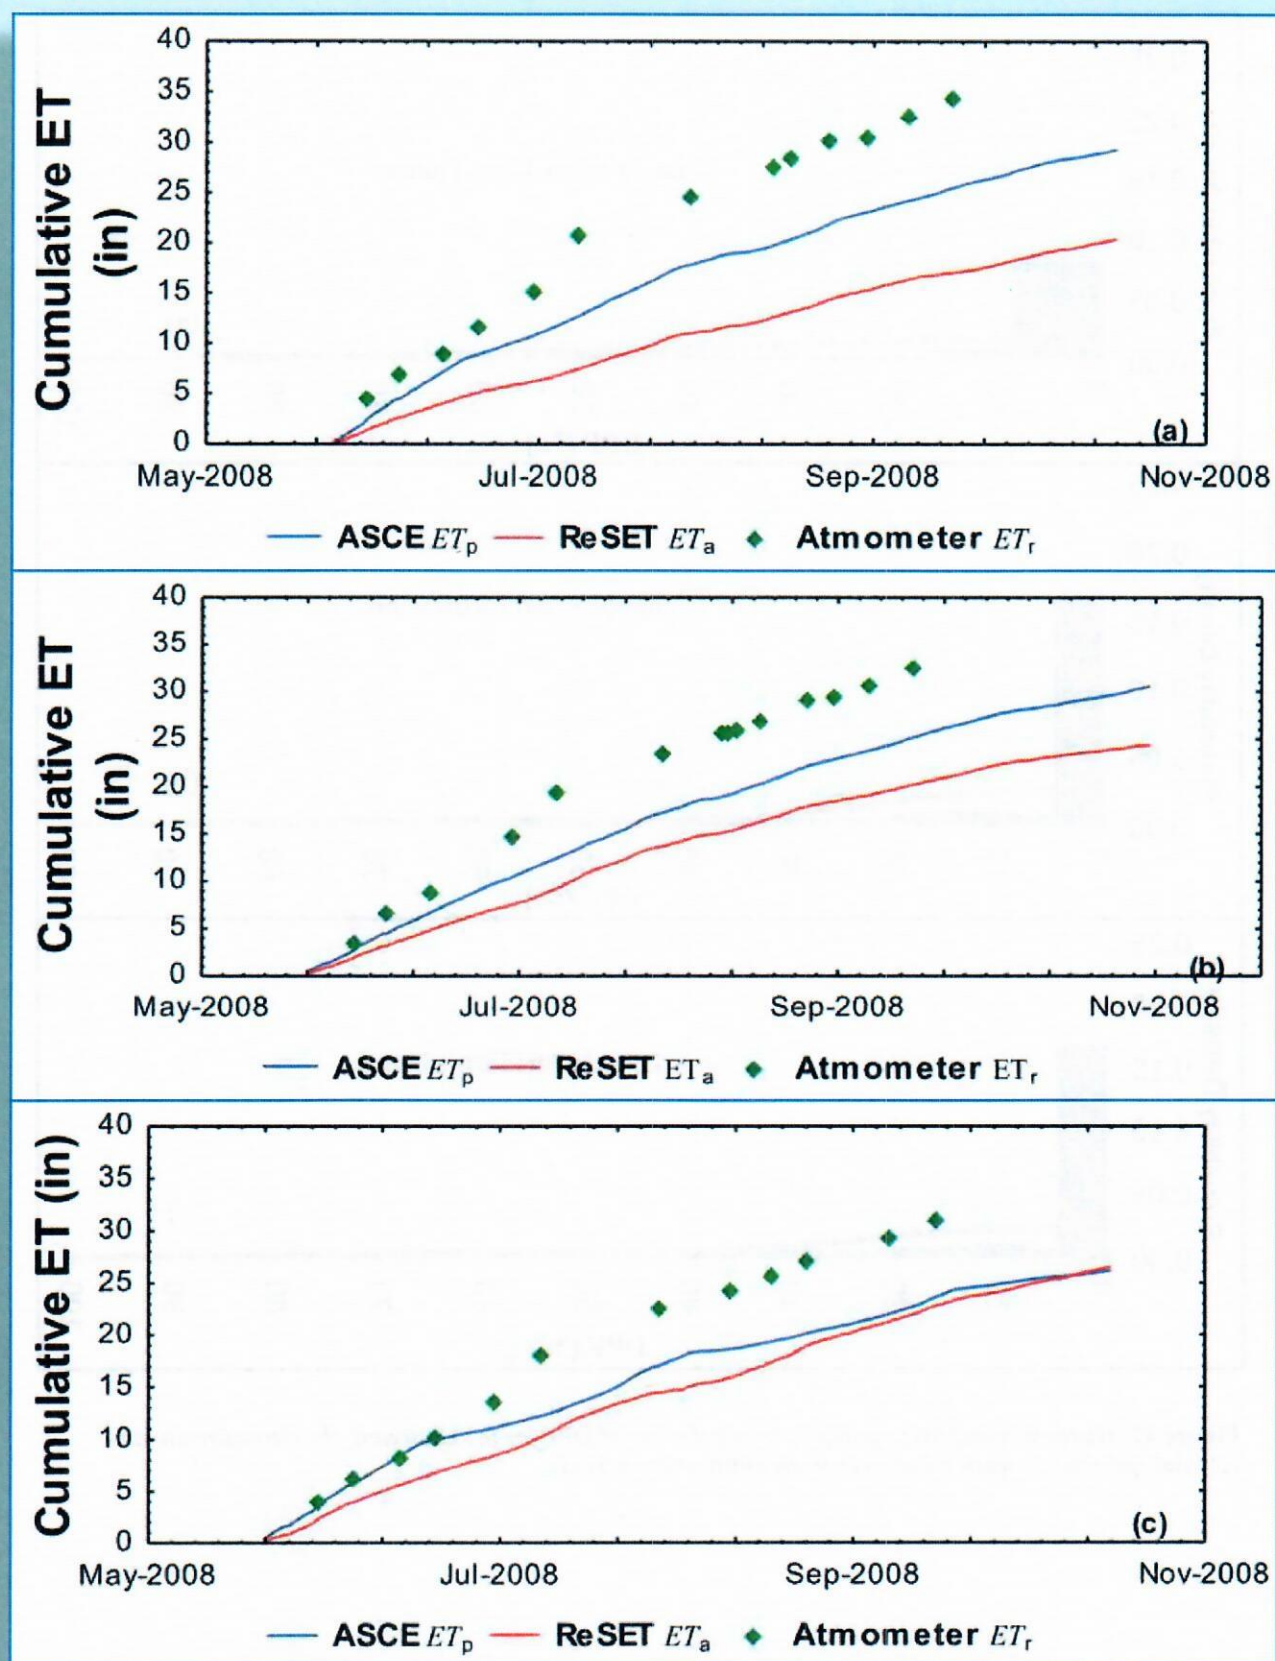 Cumulative ET
(in)
40
35
30
25
20
15
10
5
0
(a)
May-2008 Jul-2008 Sep-2008 Nov-2008
ASCE ETp ReSET ETa Atmometer ETr
Cumulative ET
(in)
40
35
30
25
20
15
10
5
0
(b)
May-2008 Jul-2008 Sep-2008 Nov-2008
ASCE ETp ReSET ETa Atmometer ETr
Cumulative ET (in)
40
35
30
25
20
15
10
5
0
(c)
May-2008 Jul-2008 Sep-2008 Nov-2008
ASCE ETp ReSET ETa Atmometer ETr